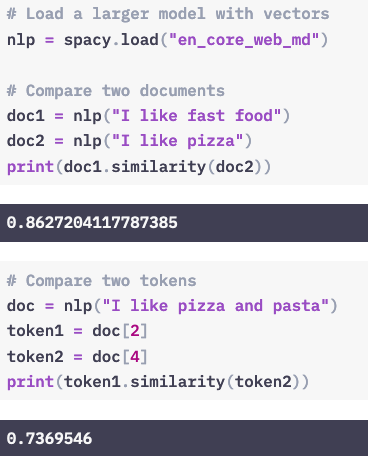 # Load a larger model with vectors
nlp = spacy.load("en_core_web_md")
# Compare two documents
doc1 = nlp("I like fast food")
doc2 = nlp("I like pizza")
print(doc1.similarity(doc2))
0.8627204117787385
# Compare two tokens
doc = nlp("I like pizza and pasta")
token1 = doc[2]
token2 = doc[4]
print(token1.similarity(token2))
0.7369546